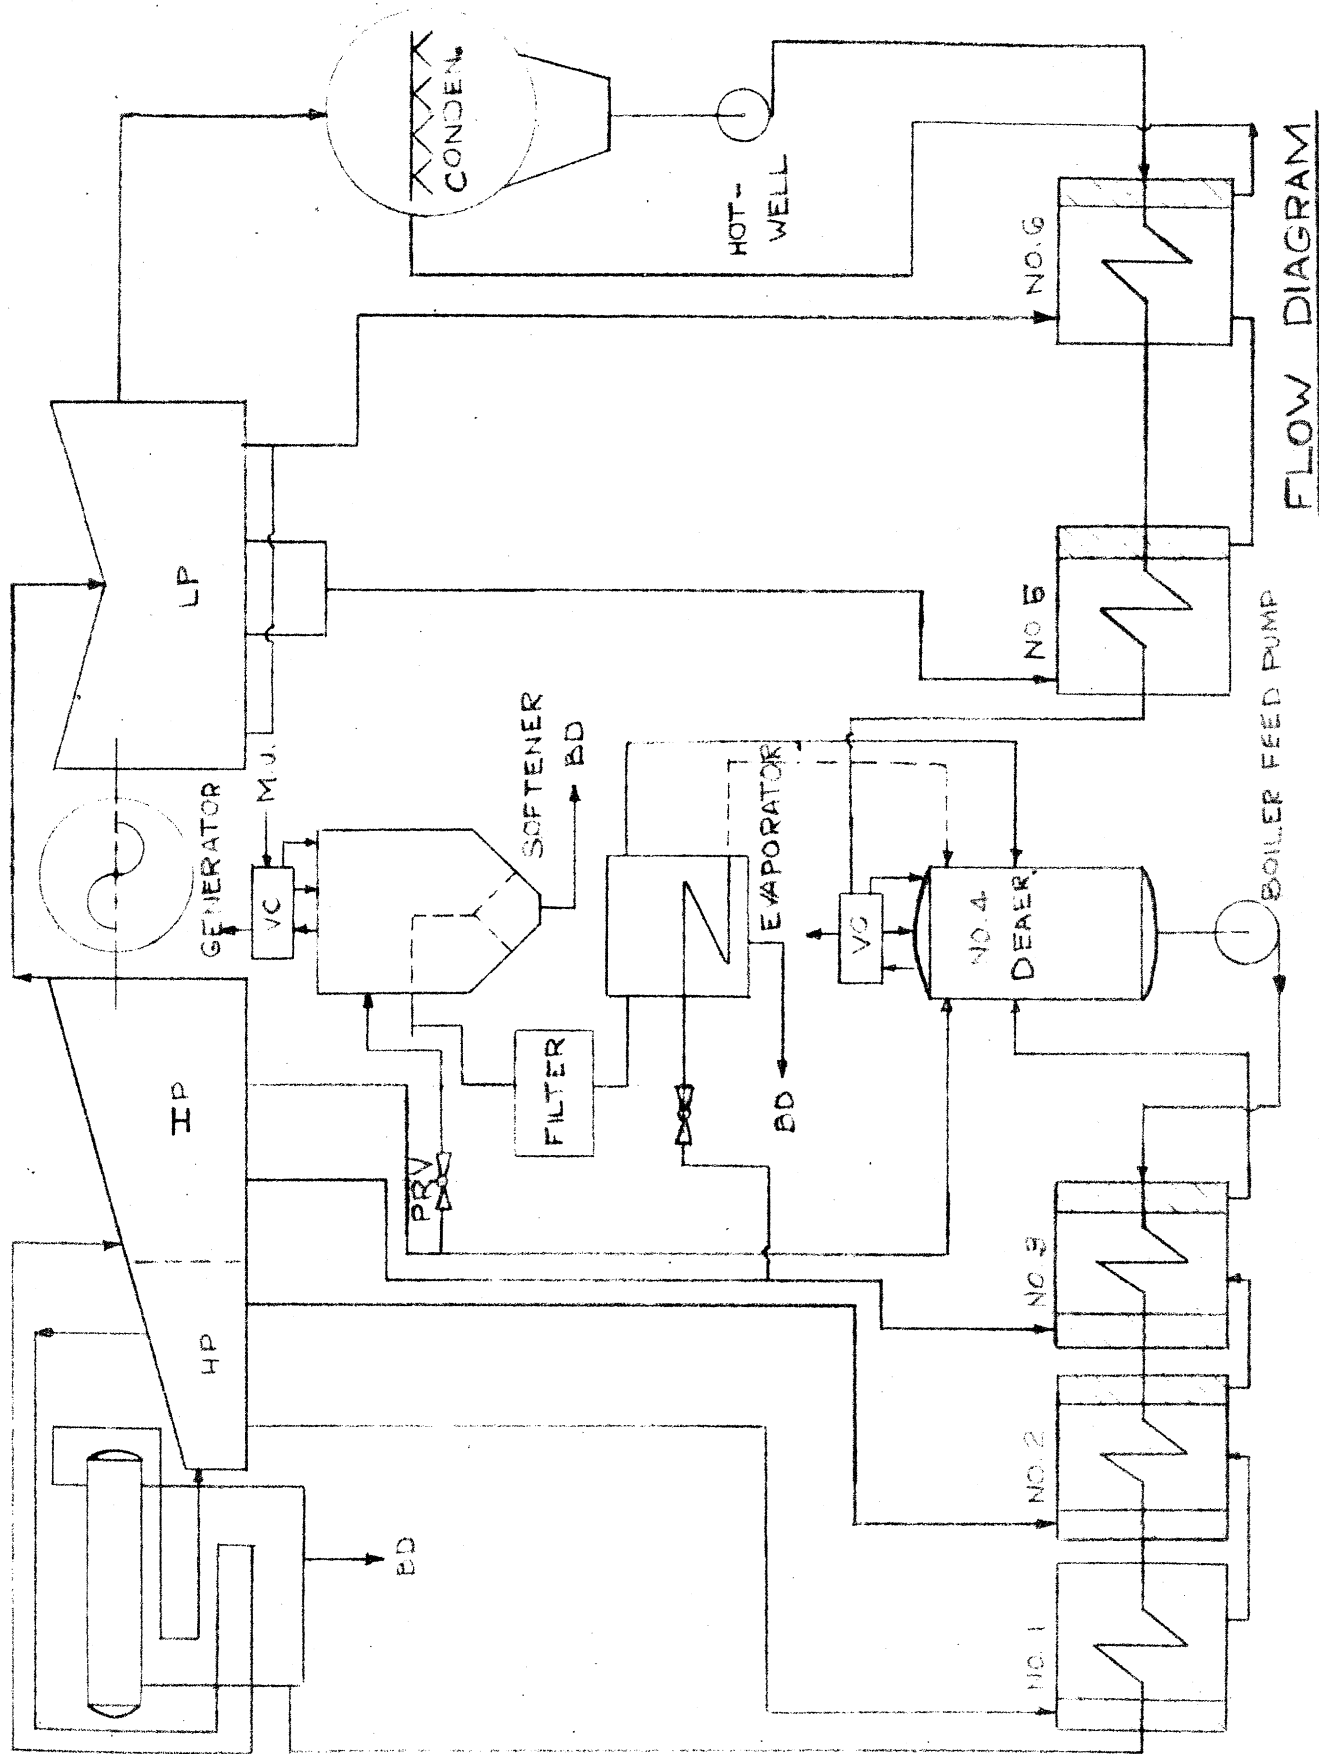 HP
IP
LP
GENERATOR
CONDEN.
M.U.
VC
SOFTENER
BD
BD
PRV
FILTER
EVAPORATOR
BD
HOT-
WELL
VC
NO. 4
DEAER.
NO. 1
NO. 2
NO. 3
NO 5
NO. 6
BOILER FEED PUMP
FLOW DIAGRAM